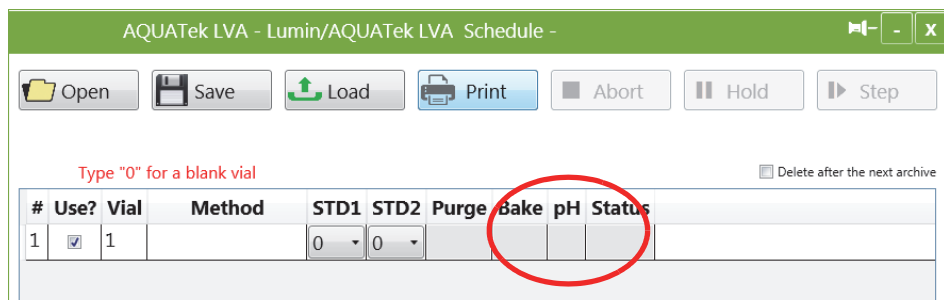 AQUATek LVA - Lumin/AQUATek LVA Schedule -
- x
Open Save Load Print Abort Hold Step
Type "0" for a blank vial
Delete after the next archive
# Use? Vial Method STD1 STD2 Purge Bake pH Status
1 1 0 0